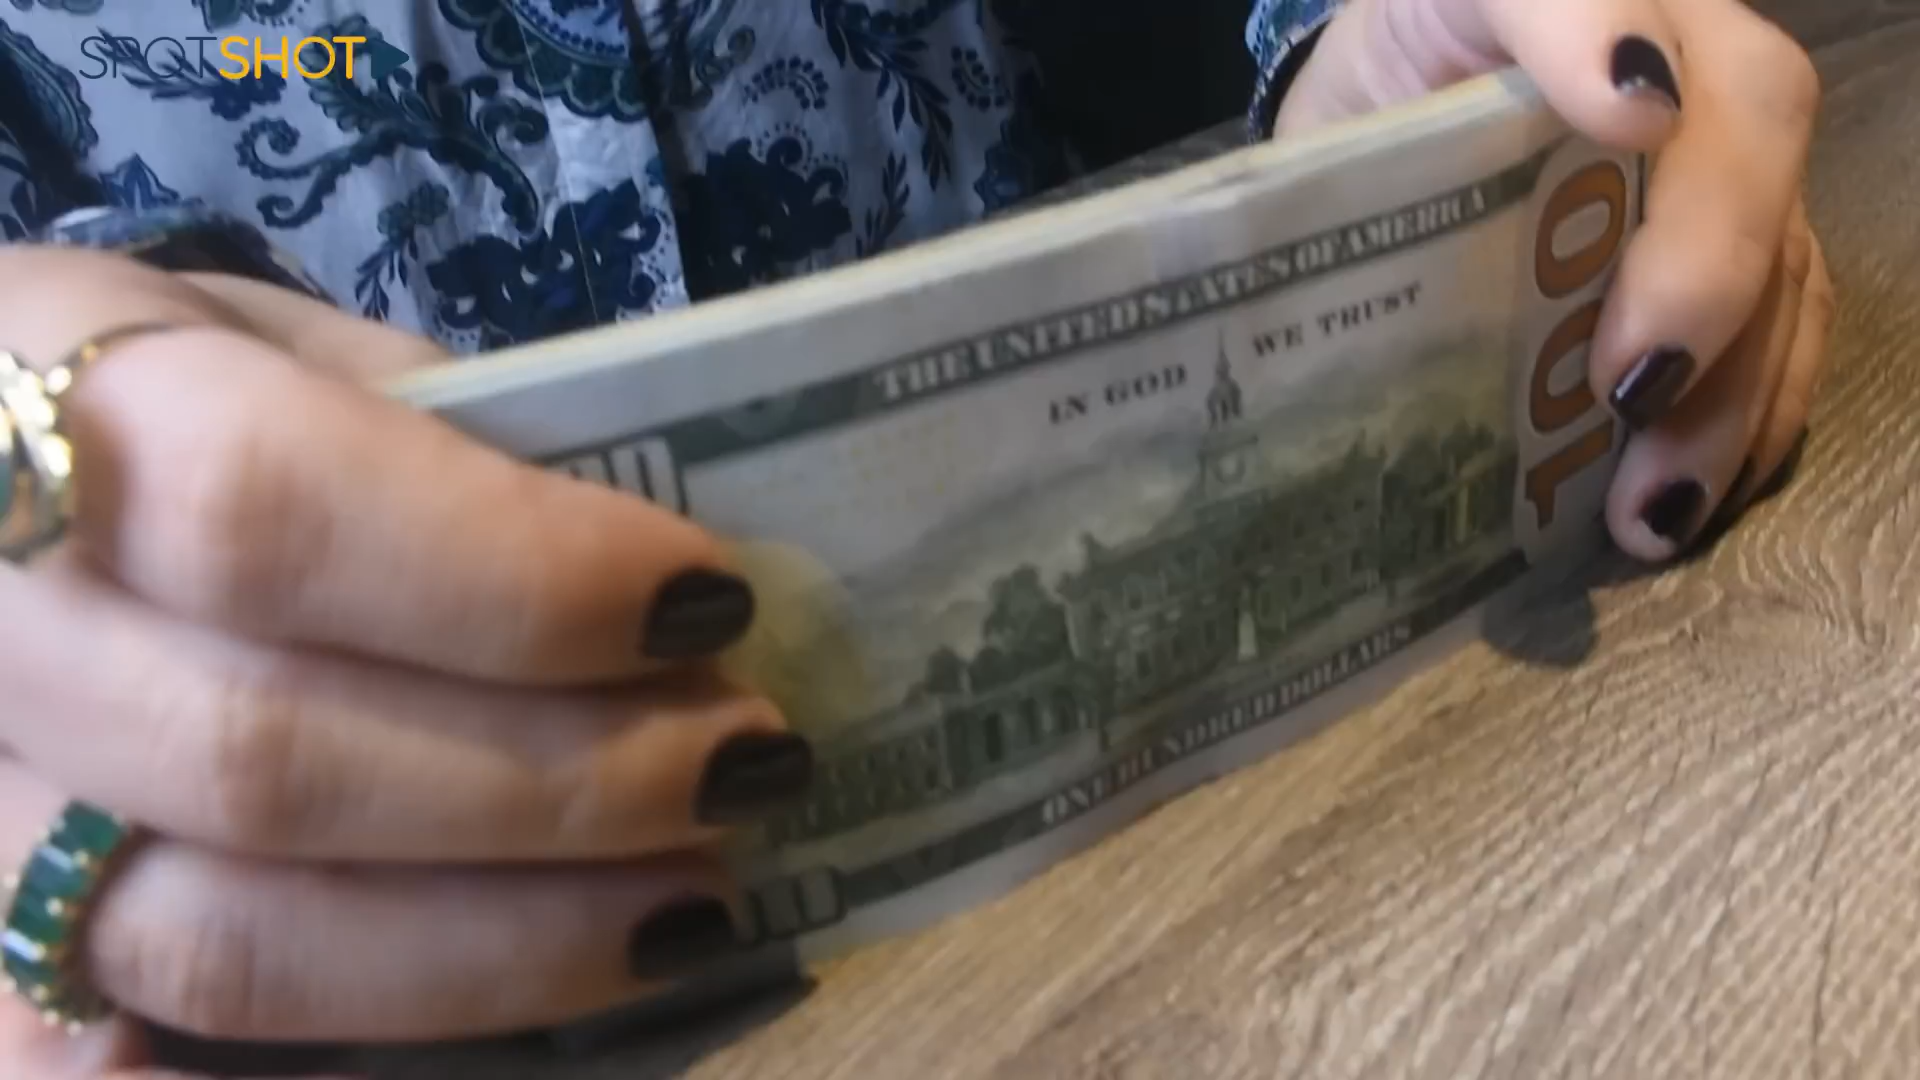 SPOTSHOT
THE UNITED STATES OF AMERICA
IN GOD WE TRUST
100
ONE HUNDRED DOLLARS